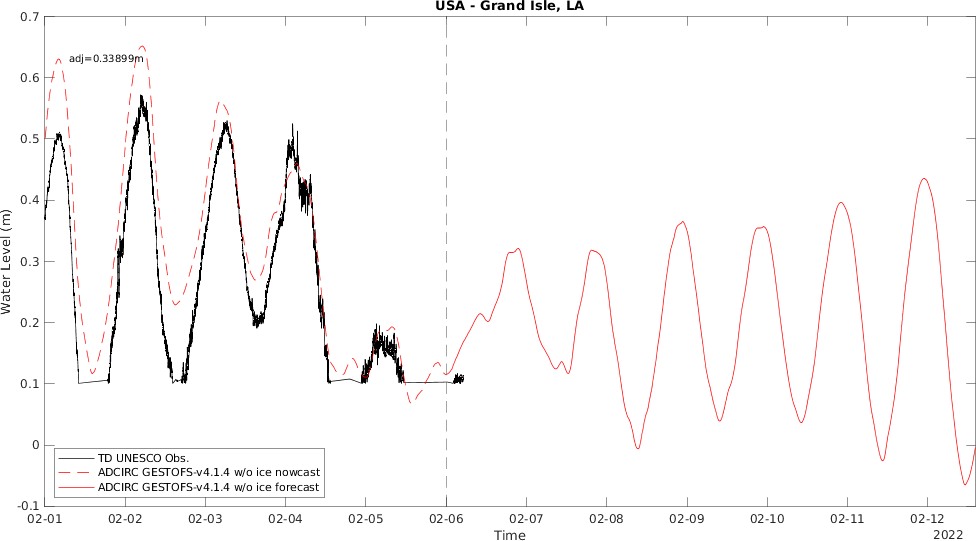 USA - Grand Isle, LA
adj=0.33899m
Water Level (m)
0.7
0.6
0.5
0.4
0.3
0.2
0.1
0
-0.1
TD UNESCO Obs.
ADCIRC GESTOFS-v4.1.4 w/o ice nowcast
ADCIRC GESTOFS-v4.1.4 w/o ice forecast
02-01 02-02 02-03 02-04 02-05 02-06 02-07 02-08 02-09 02-10 02-11 02-12
Time
2022